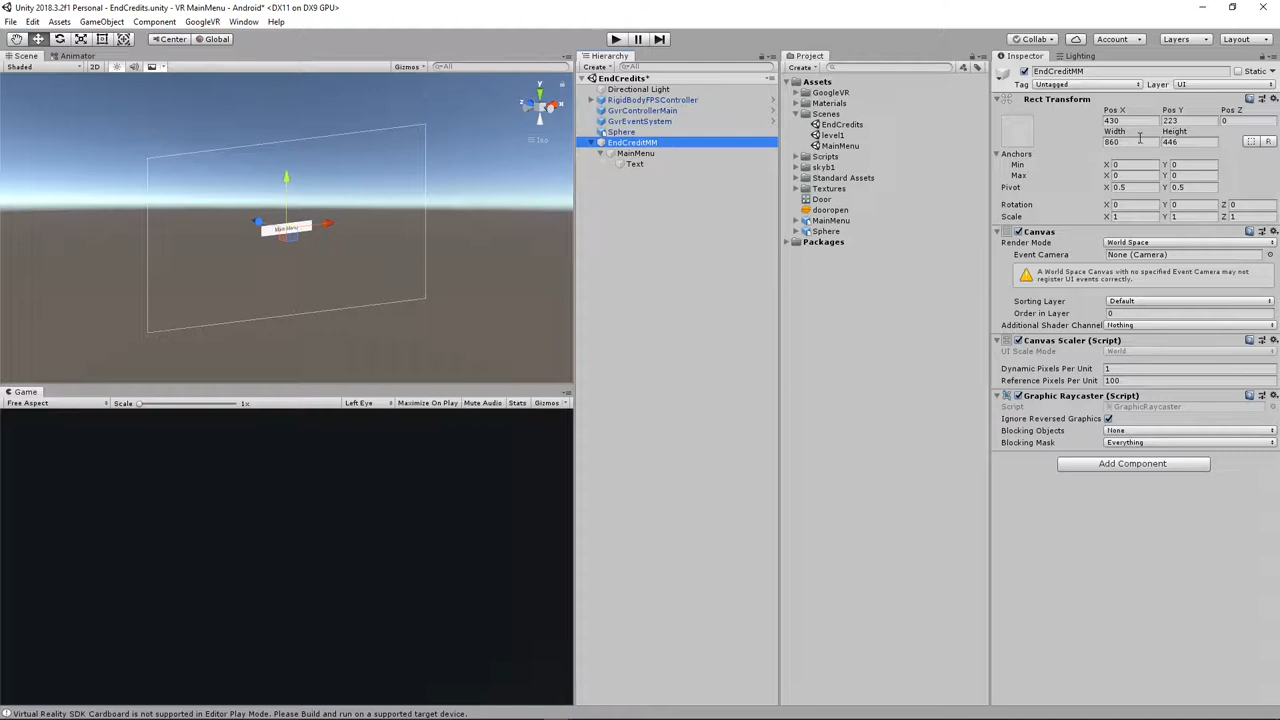 Unity 2018.3.2f1 Personal - EndCredits.unity - VR MainMenu - Android* <DX11 on DX9 GPU>
File Edit Assets GameObject Component GoogleVR Window Help
Center Global Collab Account Layers Layout
Scene Animator
Shaded 2D Gizmos All
y
z x
Iso
Main Menu
Game
Free Aspect Scale 1x Left Eye Maximize On Play Mute Audio Stats Gizmos
Hierarchy
Create All
EndCredits*
Directional Light
RigidBodyFPSController
GvrControllerMain
GvrEventSystem
Sphere
EndCreditMM
MainMenu
Text
Project
Create
Assets
GoogleVR
Materials
Scenes
EndCredits
level1
MainMenu
Scripts
skyb1
Standard Assets
Textures
Door
dooropen
MainMenu
Sphere
Packages
Inspector Lighting
EndCreditMM Static
Tag Untagged Layer UI
Rect Transform
Pos X Pos Y Pos Z
430 223 0
Width Height
860 446 R
Anchors
Min X 0 Y 0
Max X 0 Y 0
Pivot X 0.5 Y 0.5
Rotation X 0 Y 0 Z 0
Scale X 1 Y 1 Z 1
Canvas
Render Mode World Space
Event Camera None (Camera)
A World Space Canvas with no specified Event Camera may not
register UI events correctly.
Sorting Layer Default
Order in Layer 0
Additional Shader Channel Nothing
Canvas Scaler (Script)
UI Scale Mode World
Dynamic Pixels Per Unit 1
Reference Pixels Per Unit 100
Graphic Raycaster (Script)
Script GraphicRaycaster
Ignore Reversed Graphics
Blocking Objects None
Blocking Mask Everything
Add Component
Virtual Reality SDK Cardboard is not supported in Editor Play Mode. Please Build and run on a supported target device.